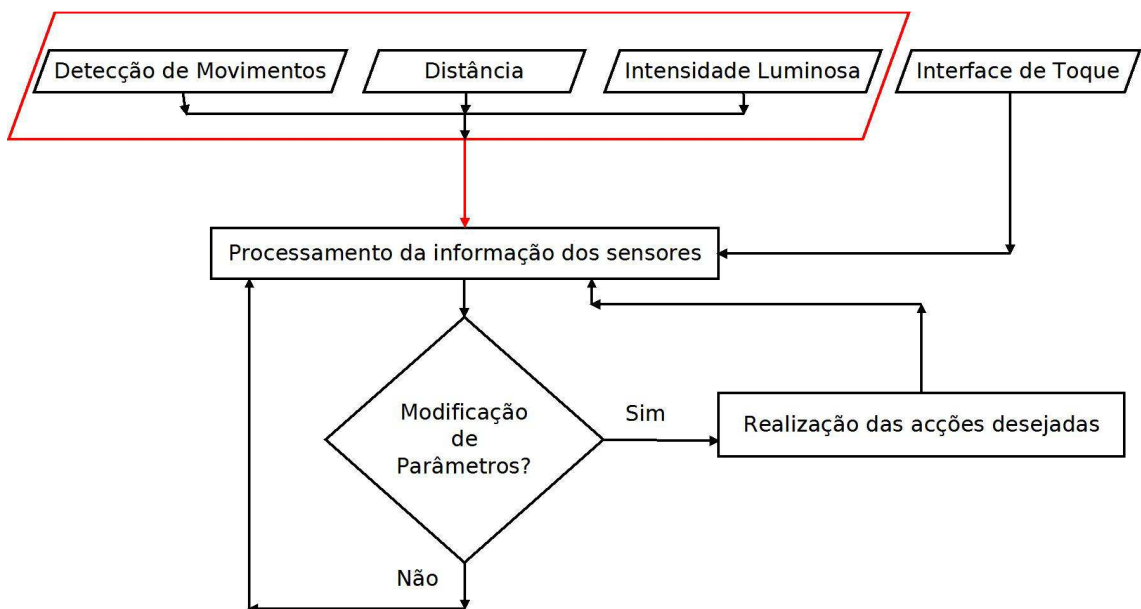 Detecção de Movimentos
Distância
Intensidade Luminosa
Interface de Toque
Processamento da informação dos sensores
Modificação
de
Parâmetros?
Sim
Realização das acções desejadas
Não